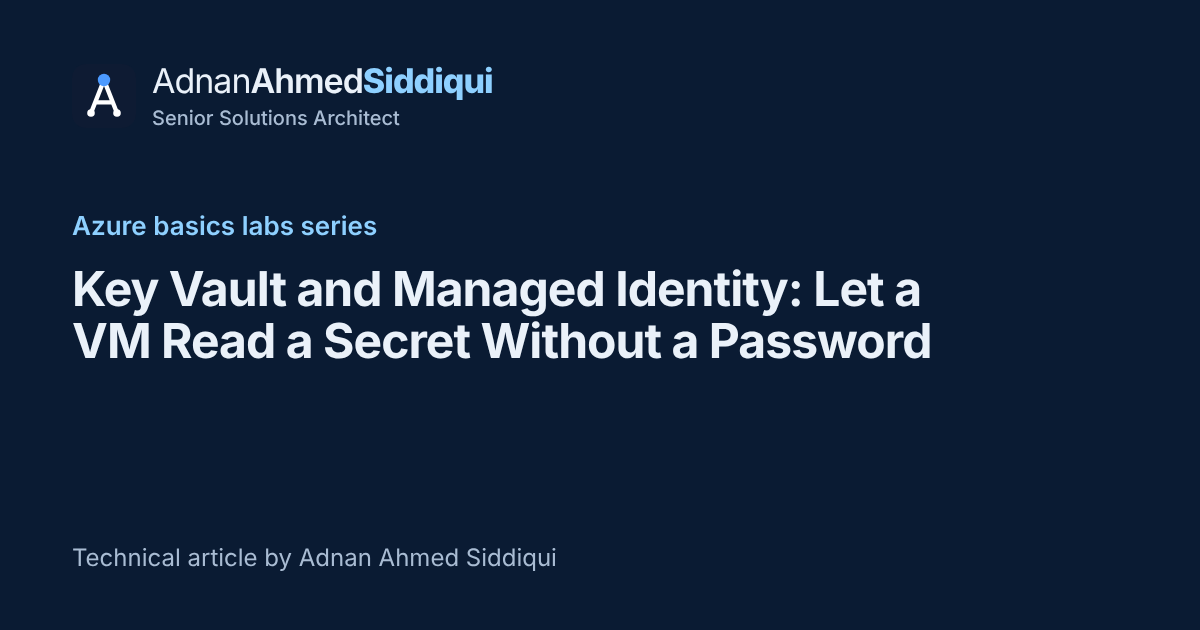 AdnanAhmedSiddiqui
Senior Solutions Architect
Azure basics labs series
Key Vault and Managed Identity: Let a
VM Read a Secret Without a Password
Technical article by Adnan Ahmed Siddiqui